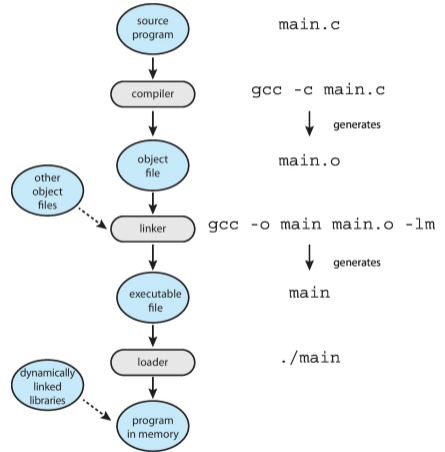 source
program
main.c
compiler
gcc -c main.c
generates
object
file
main.o
other
object
files
linker
gcc -o main main.o -lm
generates
executable
file
main
loader
./main
dynamically
linked
libraries
program
in memory